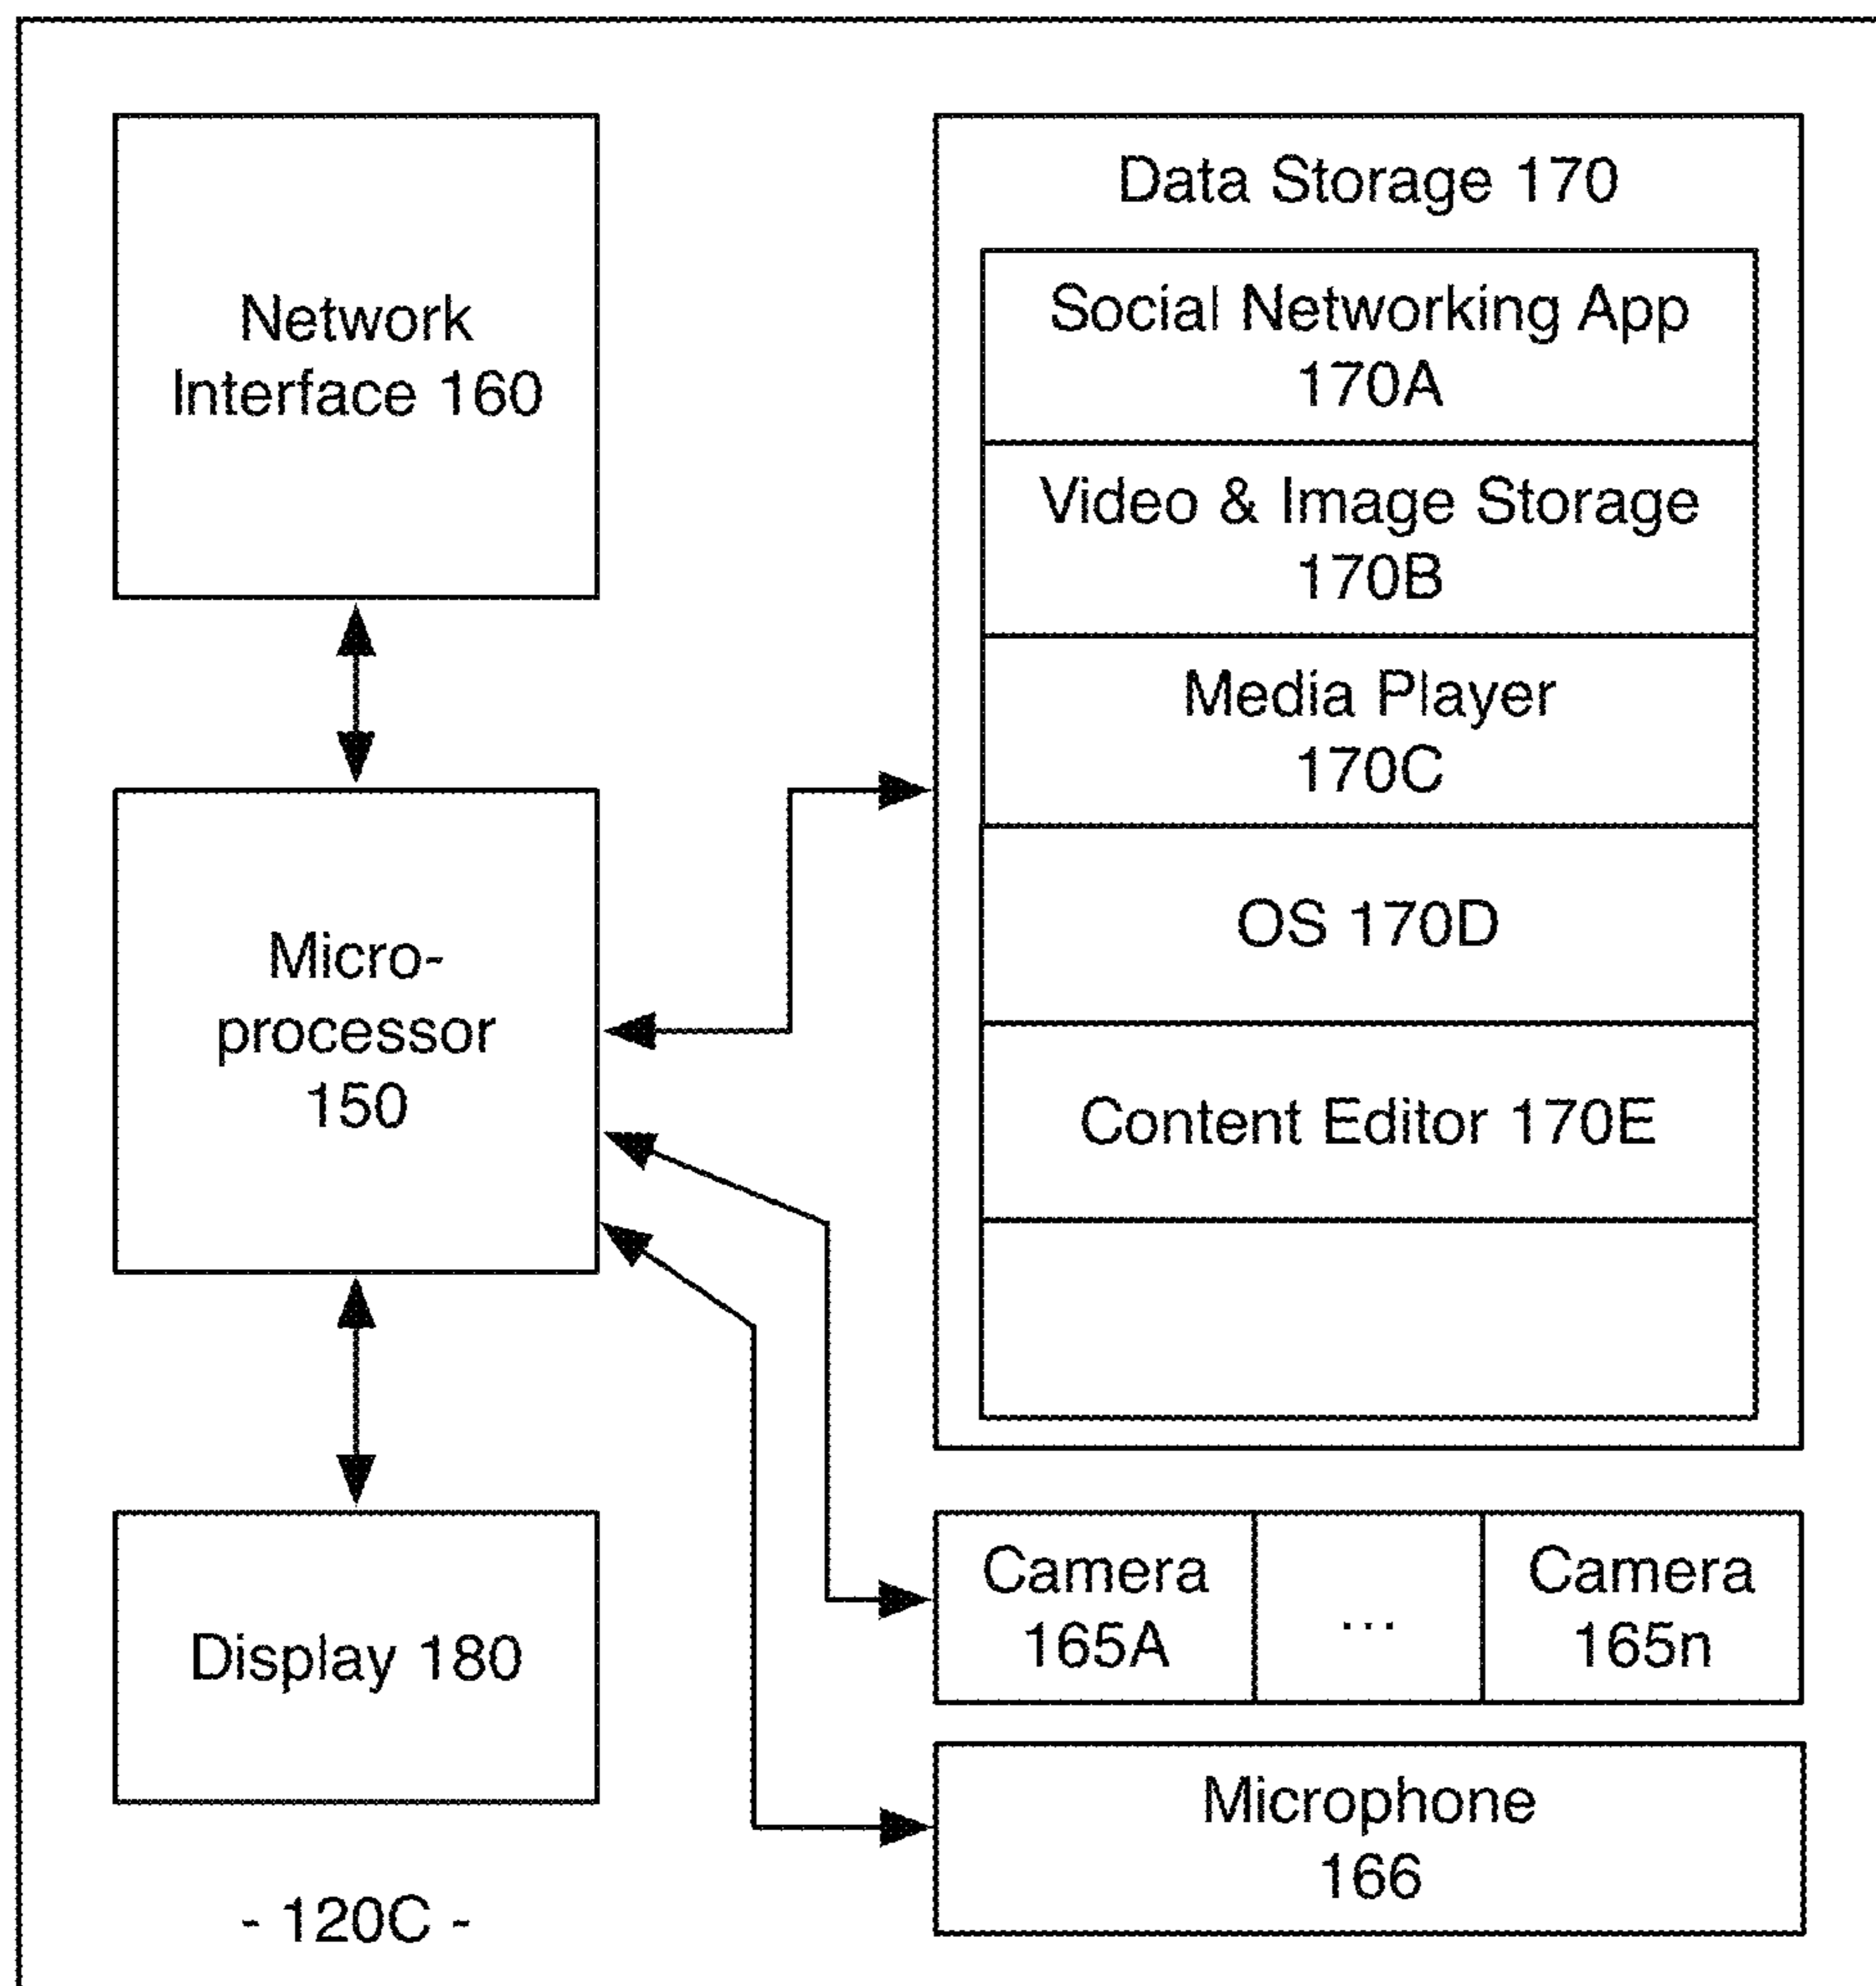 Network
Interface 160
Micro-
processor
150
Display 180
- 120C -
Data Storage 170
Social Networking App
170A
Video & Image Storage
170B
Media Player
170C
OS 170D
Content Editor 170E
Camera
165A
...
Camera
165n
Microphone
166